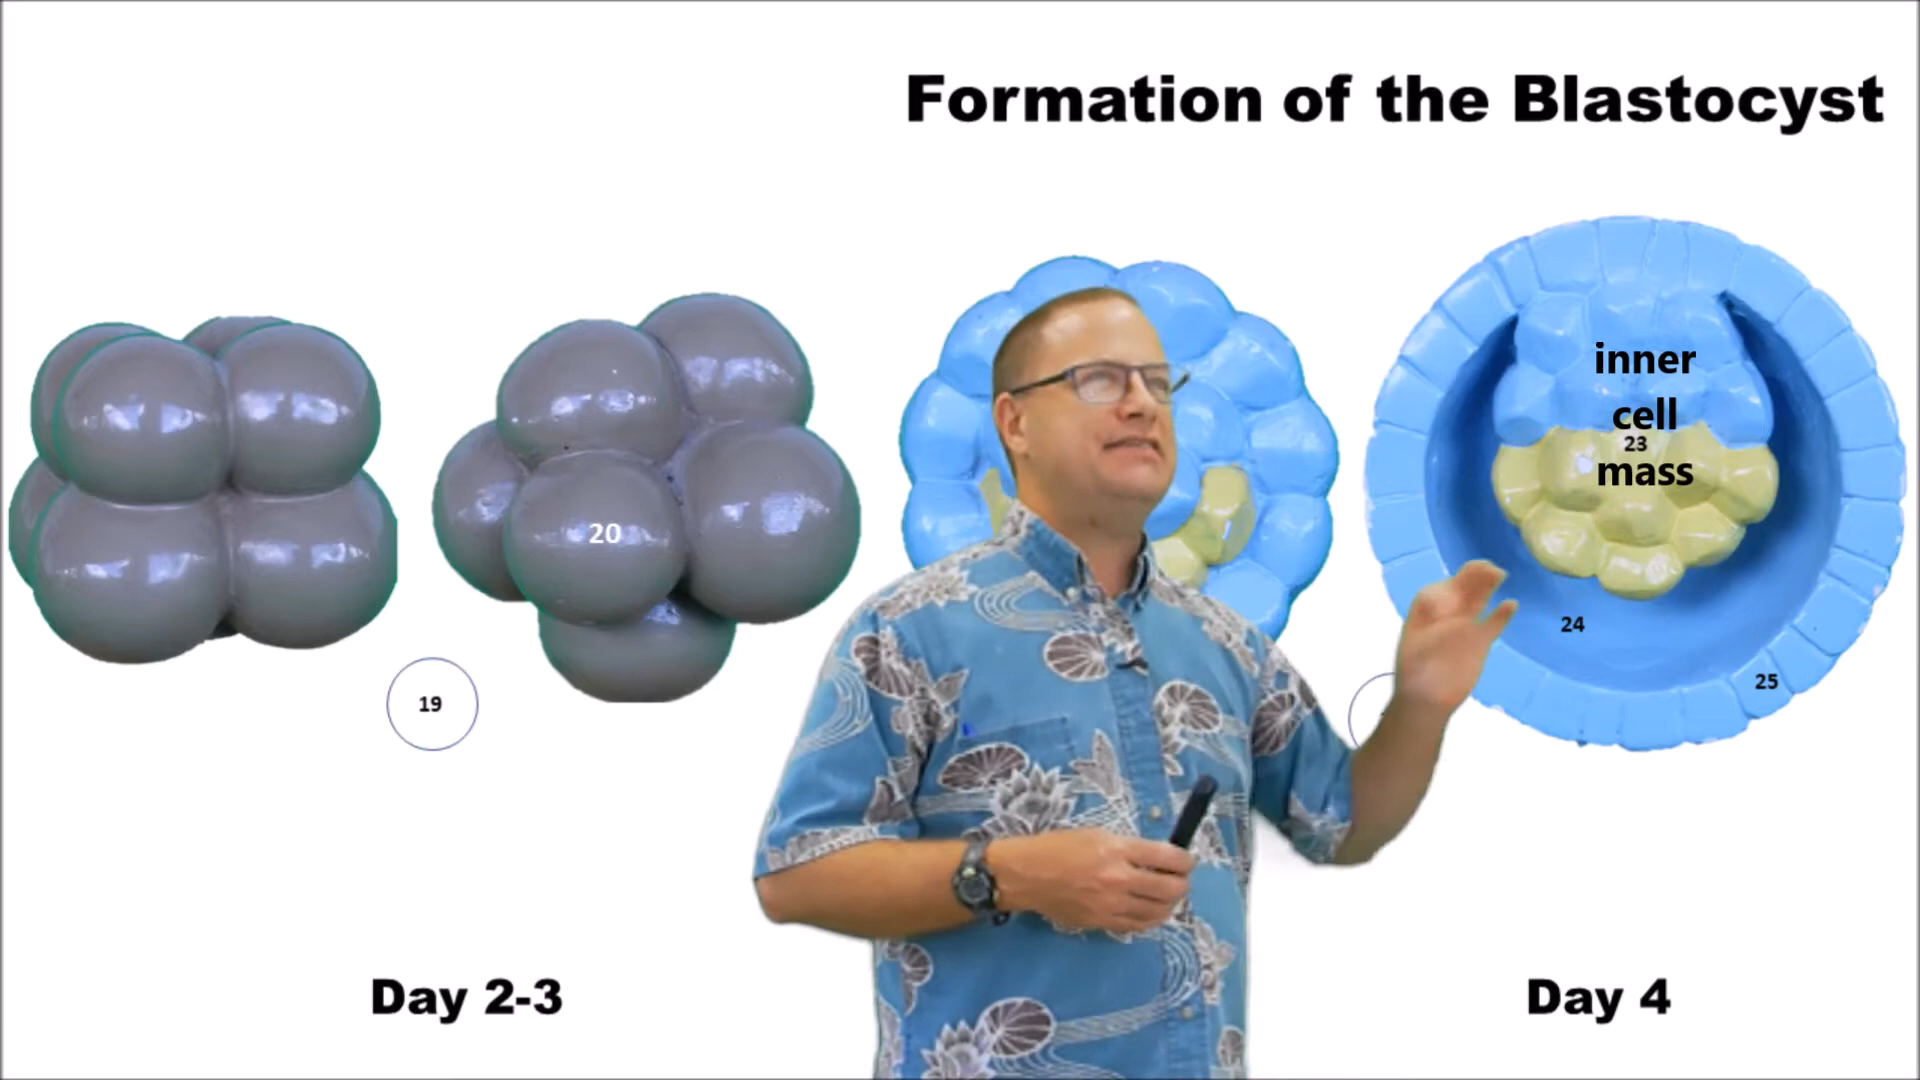 Formation of the Blastocyst
inner
cell
23
mass
20
24
25
19
Day 2-3
Day 4